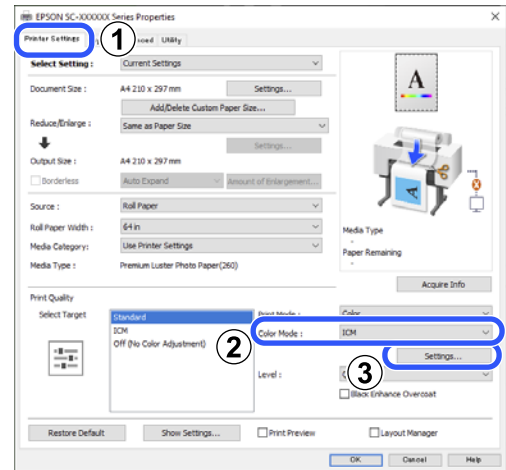 EPSON SC-XXXXXX Series Properties
Printer Settings
1
Utility
Select Setting :
Current Settings
Document Size :
A4 210 x 297 mm
Settings...
Add/Delete Custom Paper Size...
Reduce/Enlarge :
Same as Paper Size
Settings...
Output Size :
A4 210 x 297 mm
Borderless
Auto Expand
Amount of Enlargement...
Source :
Roll Paper
Roll Paper Width :
64 in
Media Category:
Use Printer Settings
Media Type :
Premium Luster Photo Paper(260)
A
A
Media Type
-
Paper Remaining
-
Acquire Info
Print Quality
Select Target
Standard
ICM
Off (No Color Adjustment)
Print Mode :
Color
2
Color Mode :
ICM
3
Settings...
Level :
Black Enhance Overcoat
Restore Default
Show Settings...
Print Preview
Layout Manager
OK
Cancel
Help